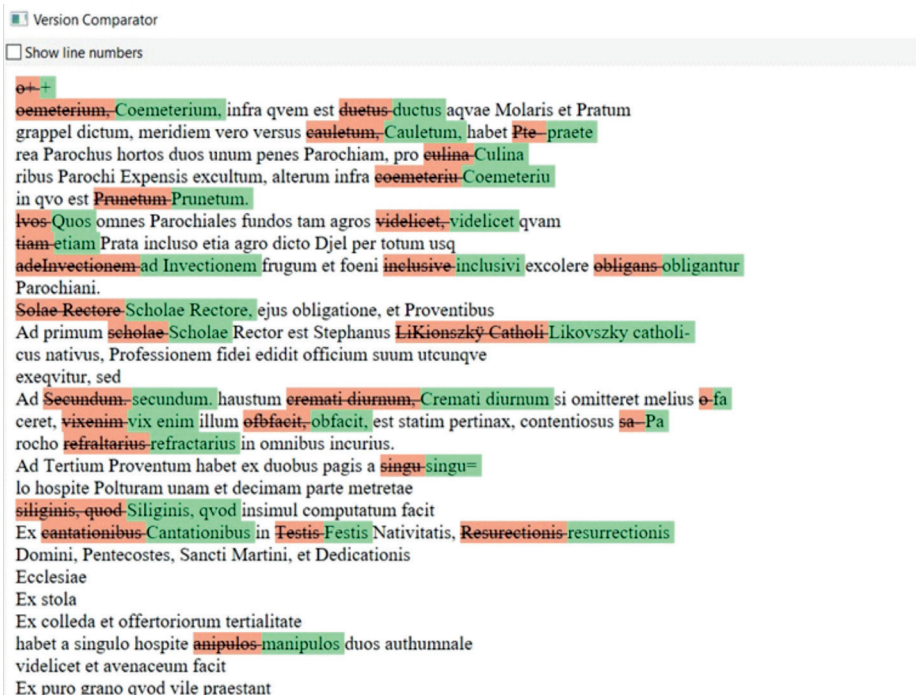 Version Comparator
Show line numbers
o+ +
oemeterium, Coemeterium, infra qvem est duetus ductus aqvae Molaris et Pratum
grappel dictum, meridiem vero versus cauletum, Cauletum, habet Pte praete
rea Parochus hortos duos unum penes Parochiam, pro culina Culina
ribus Parochi Expensis excultum, alterum infra coemeteriu Coemeteriu
in qvo est Prunetum Prunetum.
Ivos Quos omnes Parochiales fundos tam agros videlicet, videlicet qvam
tiam etiam Prata incluso etia agro dicto Djel per totum usq
adeInvectionem ad Invectionem frugum et foeni inclusive inclusivi excolere obligans obligantur
Parochiani.
Solae Rectore Scholae Rectore, ejus obligatione, et Proventibus
Ad primum scholae Scholae Rector est Stephanus LiKionszkÿ Catholi Likovszky catholi-
cus nativus, Professionem fidei edidit officium suum utcunqve
exeqvitur, sed
Ad Secundum. secundum. haustum cremati diurnum, Cremati diurnum si omitteret melius o fa
ceret, vixenim vix enim illum ofbfacit, obfacit, est statim pertinax, contentiosus sa Pa
rocho refraltarius refractarius in omnibus incurius.
Ad Tertium Proventum habet ex duobus pagis a singu singu=
lo hospite Polturam unam et decimam parte metretae
siliginis, quod Siliginis, qvod insimul computatum facit
Ex cantationibus Cantationibus in Testis Festis Nativitatis, Resurectionis resurrectionis
Domini, Pentecostes, Sancti Martini, et Dedicationis
Ecclesiae
Ex stola
Ex colleda et offertoriorum tertialitate
habet a singulo hospite anipulos manipulos duos authumnale
videlicet et avenaceum facit
Ex puro grano qvod vile praestant